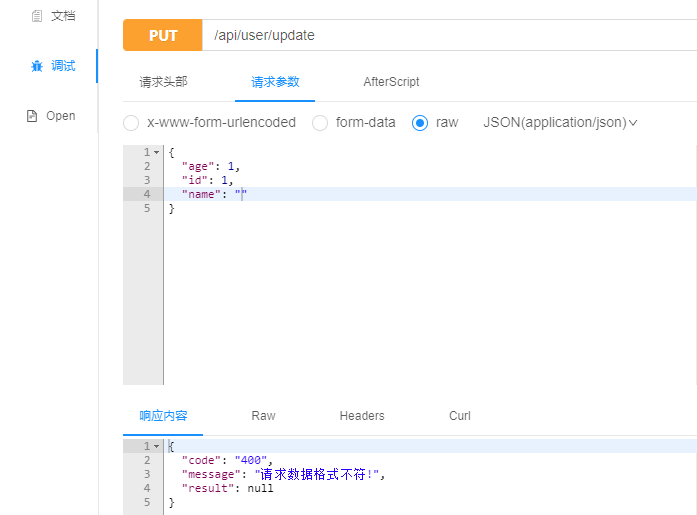 文档
PUT /api/user/update
调试
请求头部 请求参数 AfterScript
Open
x-www-form-urlencoded form-data raw JSON(application/json)
1 {
2 "age": 1,
3 "id": 1,
4 "name": ""
5 }
响应内容 Raw Headers Curl
1 {
2 "code": "400",
3 "message": "请求数据格式不符!",
4 "result": null
5 }